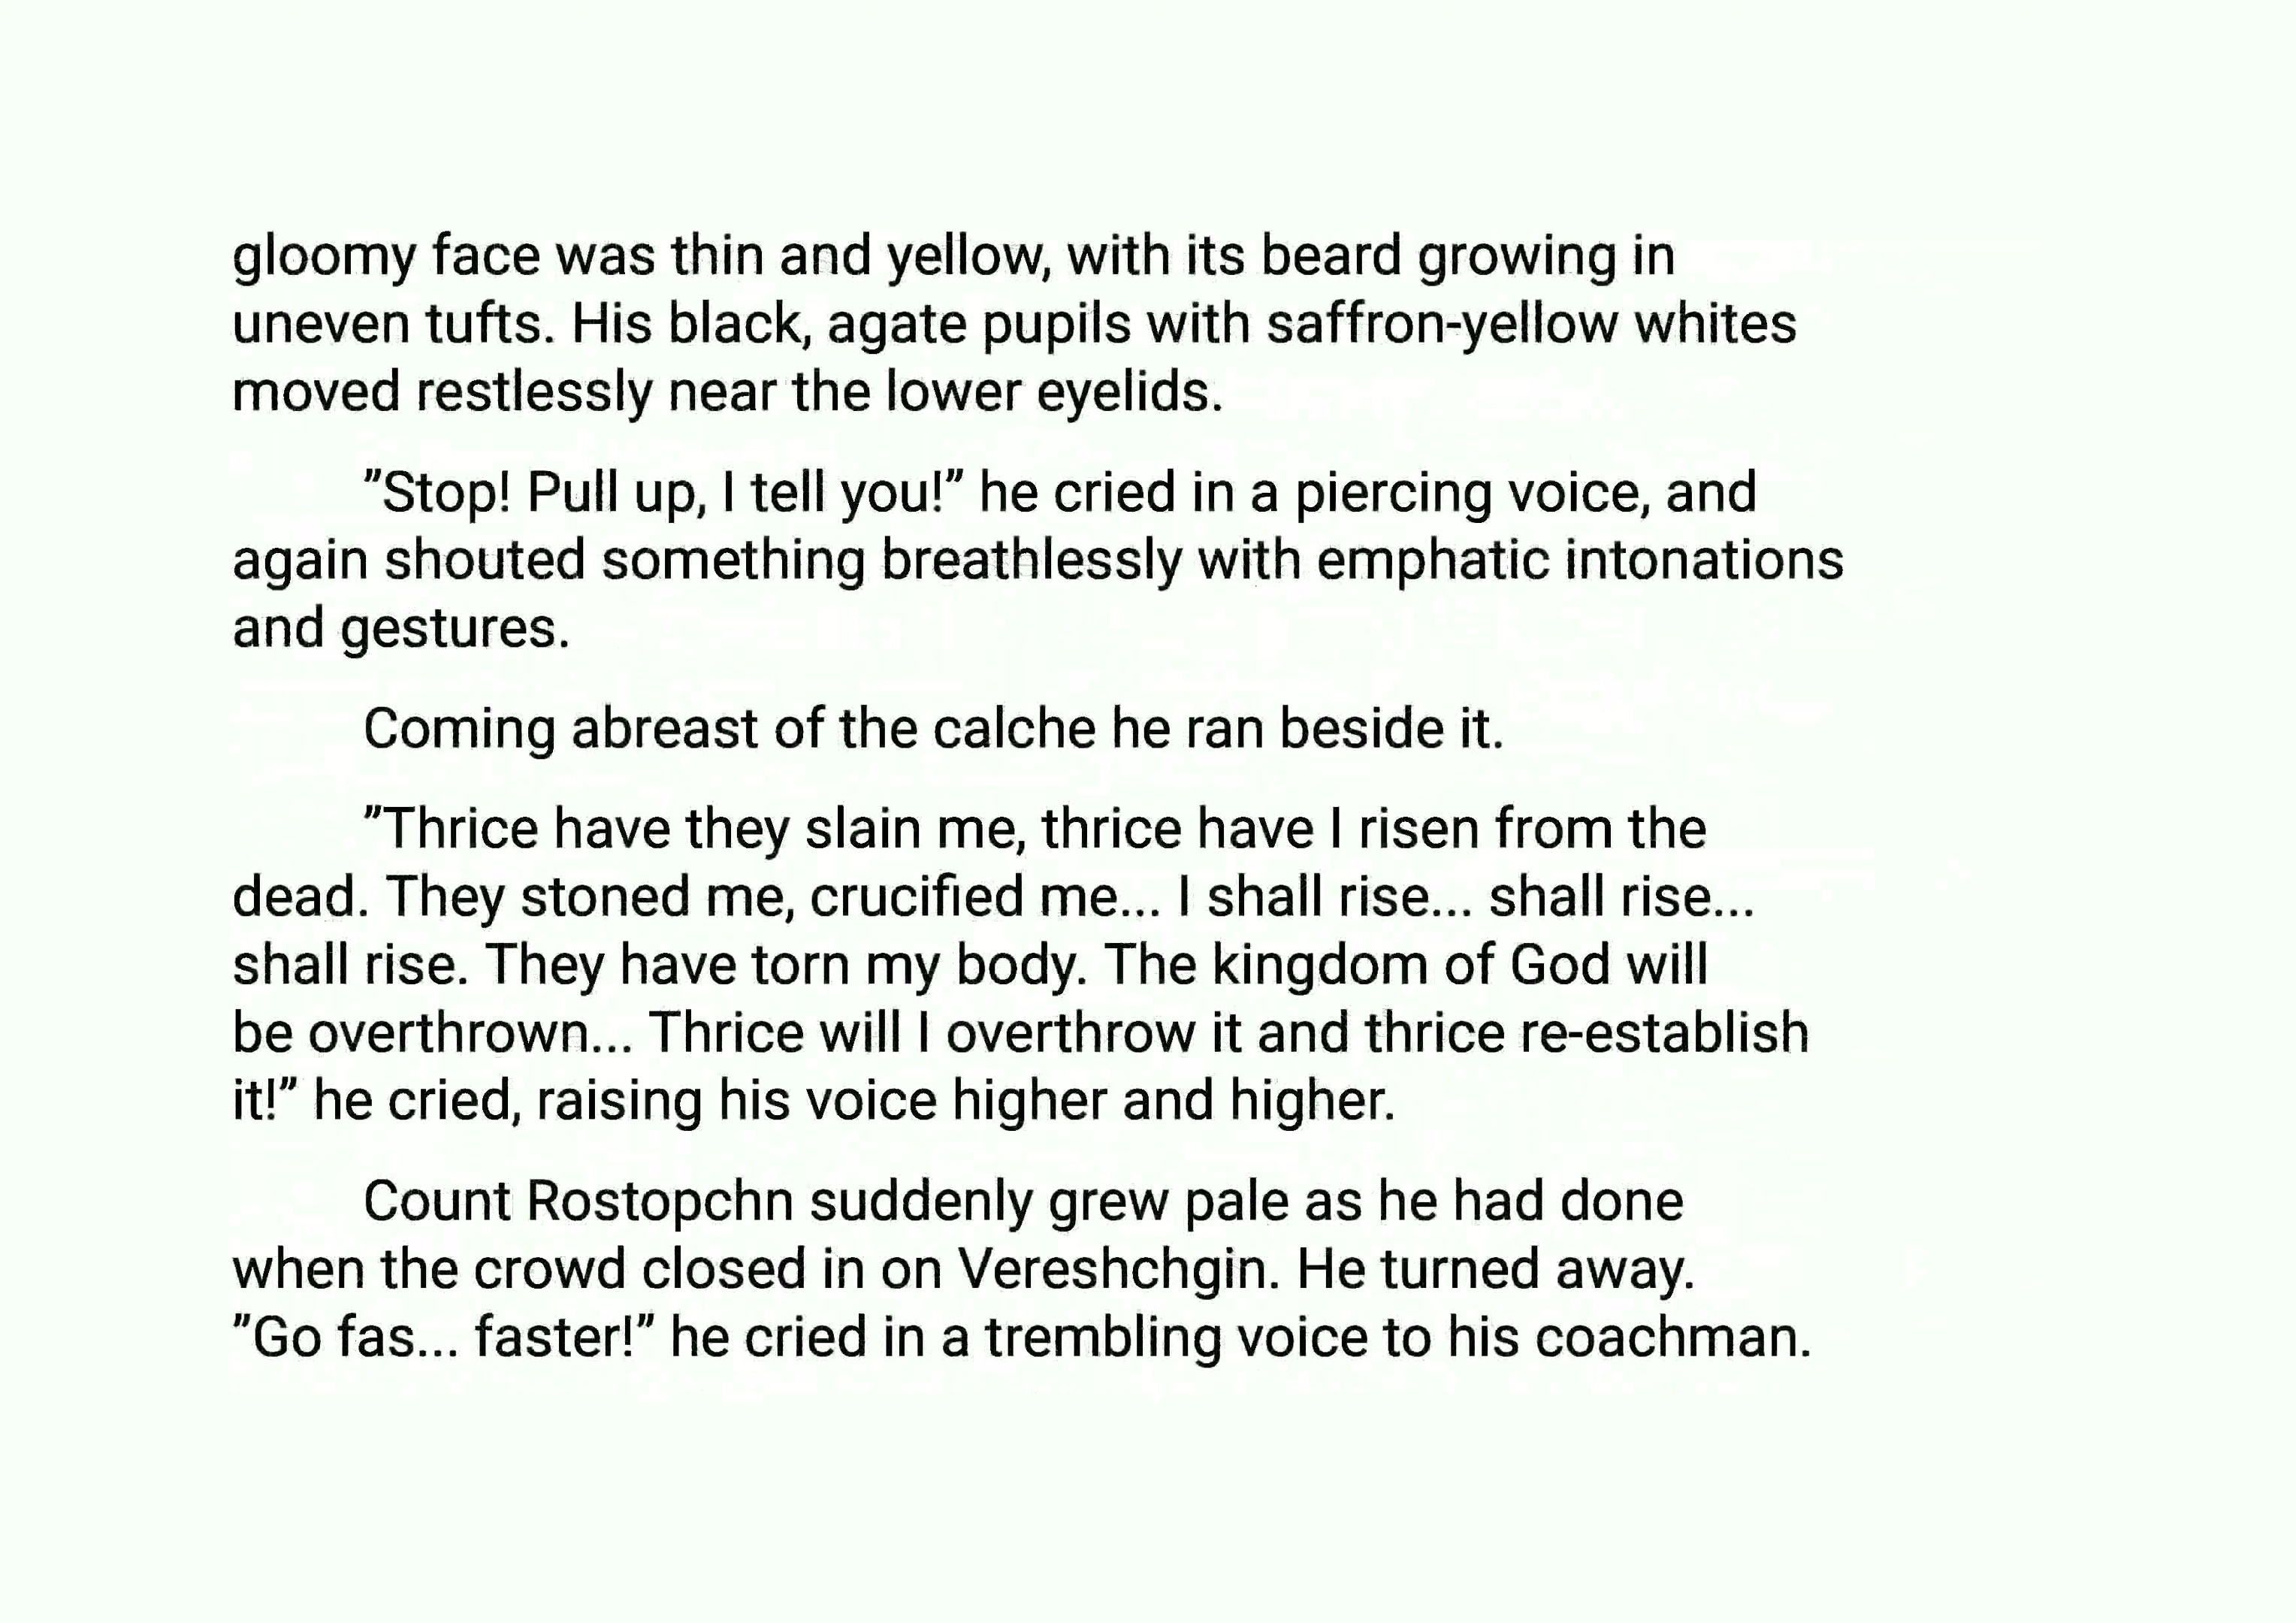 gloomy face was thin and yellow, with its beard growing in
uneven tufts. His black, agate pupils with saffron-yellow whites
moved restlessly near the lower eyelids.
”Stop! Pull up, I tell you!” he cried in a piercing voice, and
again shouted something breathlessly with emphatic intonations
and gestures.
Coming abreast of the calche he ran beside it.
”Thrice have they slain me, thrice have I risen from the
dead. They stoned me, crucified me... I shall rise... shall rise...
shall rise. They have torn my body. The kingdom of God will
be overthrown... Thrice will I overthrow it and thrice re-establish
it!” he cried, raising his voice higher and higher.
Count Rostopchn suddenly grew pale as he had done
when the crowd closed in on Vereshchgin. He turned away.
”Go fas... faster!” he cried in a trembling voice to his coachman.